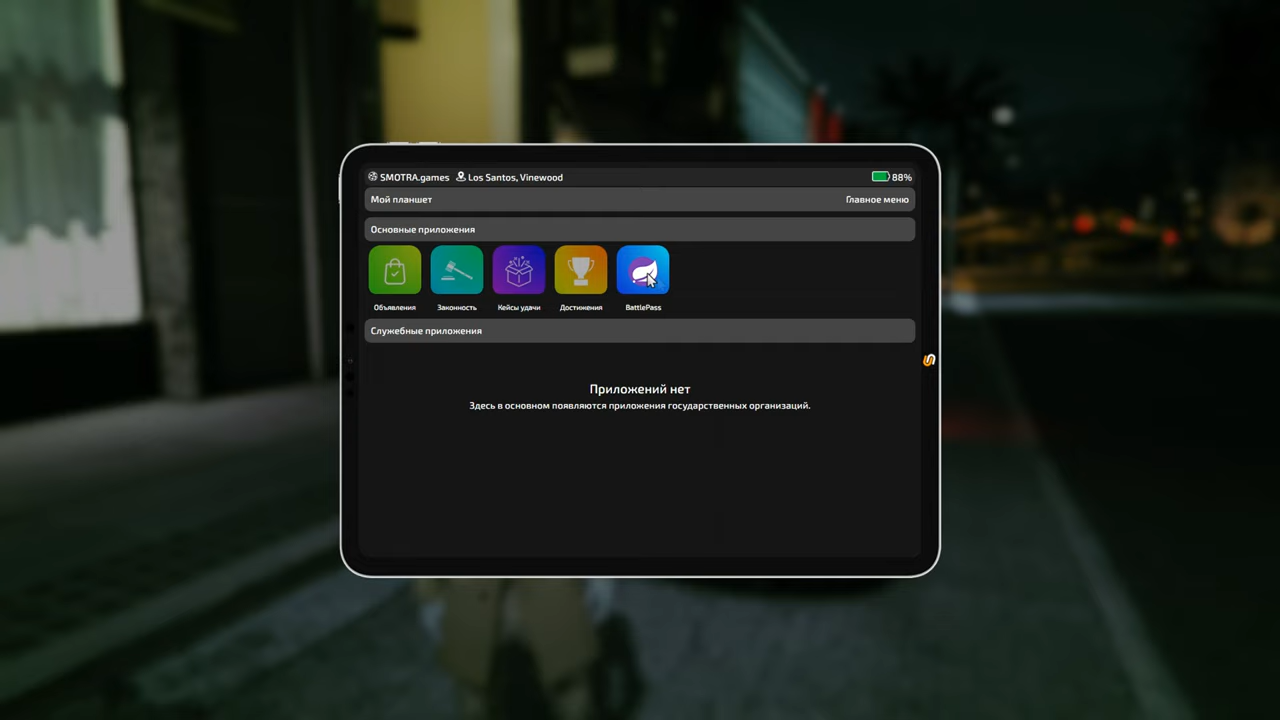 SMOTRA.games Los Santos, Vinewood 88%
Мой планшет Главное меню
Основные приложения
Объявления Законность Кейсы удачи Достижения BattlePass
Служебные приложения
Приложений нет
Здесь в основном появляются приложения государственных организаций.